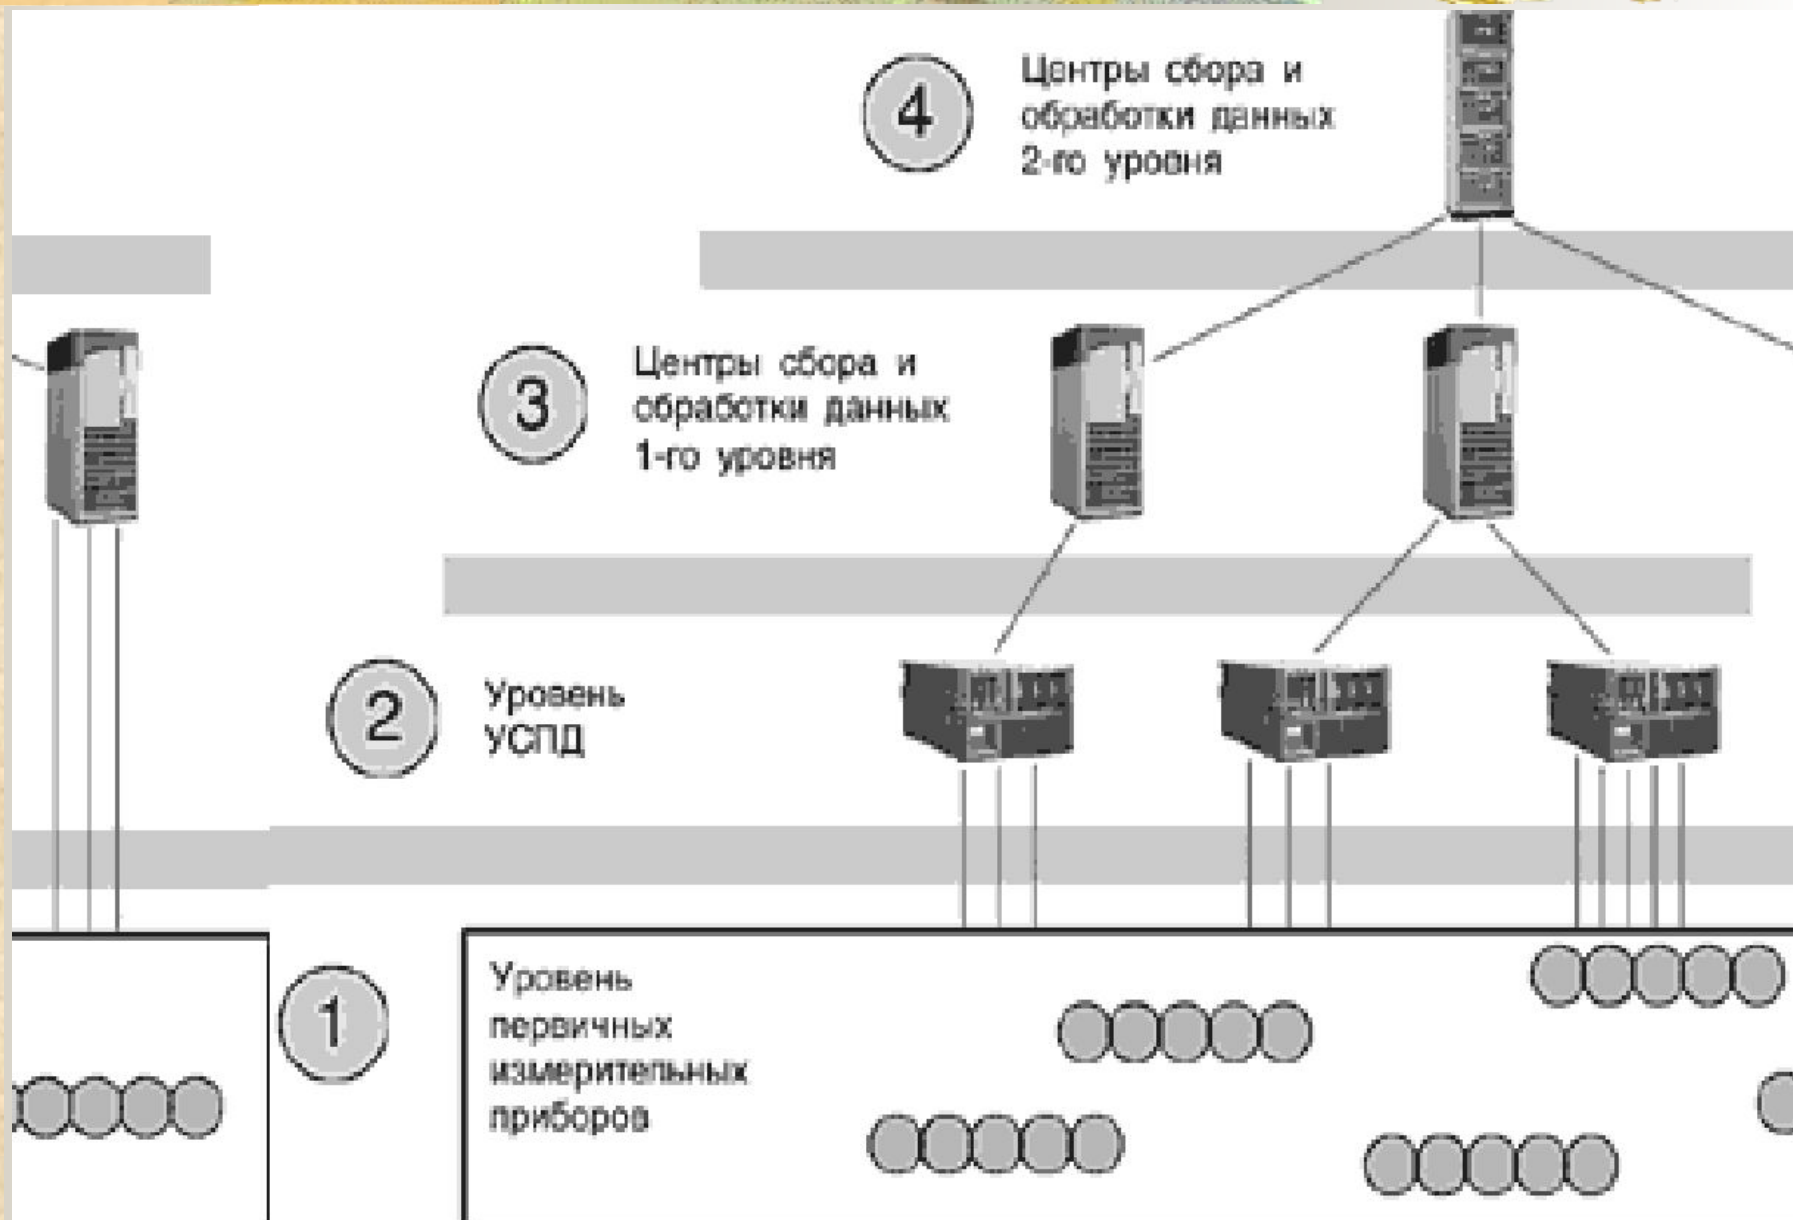 4
Центры сбора и
обработки данных
2-го уровня
3
Центры сбора и
обработки данных
1-го уровня
2
Уровень
УСПД
1
Уровень
первичных
измерительных
приборов